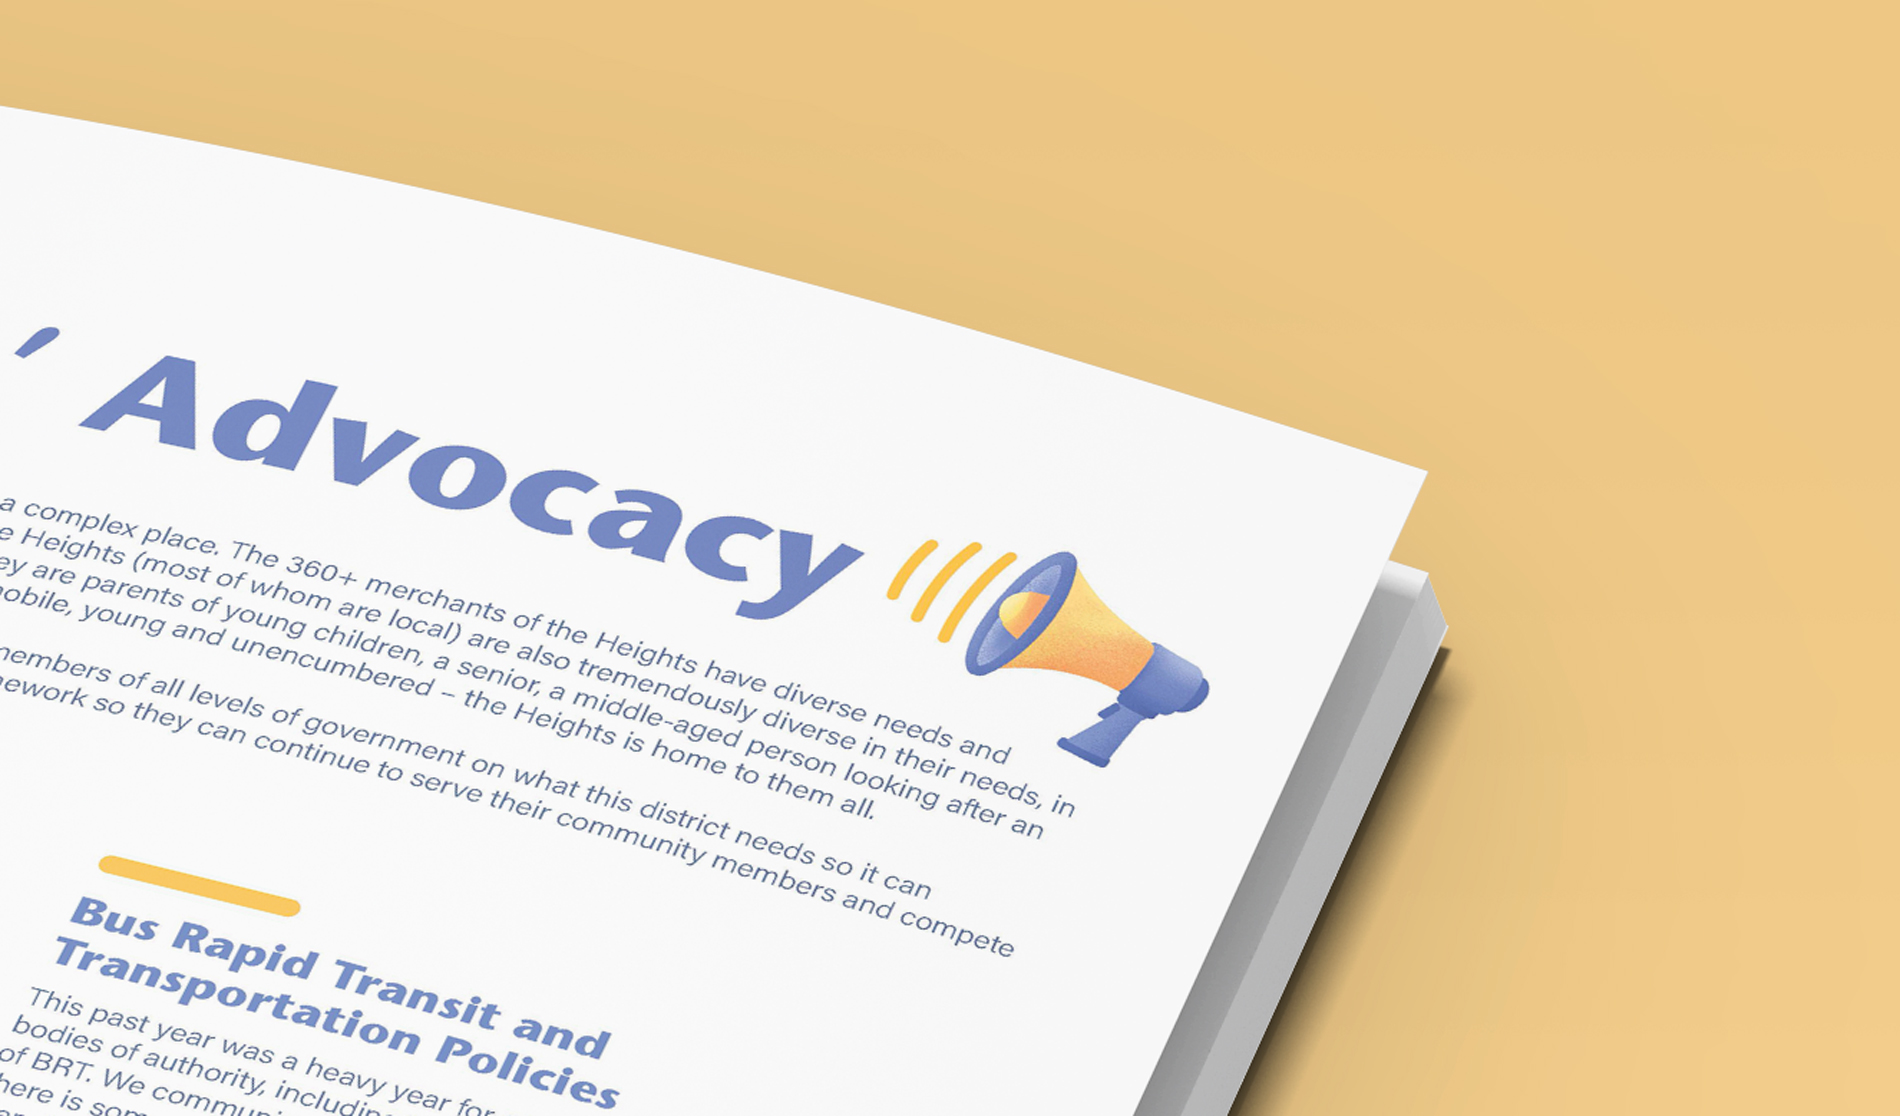 ’ Advocacy
a complex place. The 360+ merchants of the Heights have diverse needs and
e Heights (most of whom are local) are also tremendously diverse in their needs, in
ey are parents of young children, a senior, a middle-aged person looking after an
obile, young and unencumbered – the Heights is home to them all.
members of all levels of government on what this district needs so it can
ework so they can continue to serve their community members and compete
Bus Rapid Transit and
Transportation Policies
This past year was a heavy year for
bodies of authority, including
of BRT. We communi
here is som